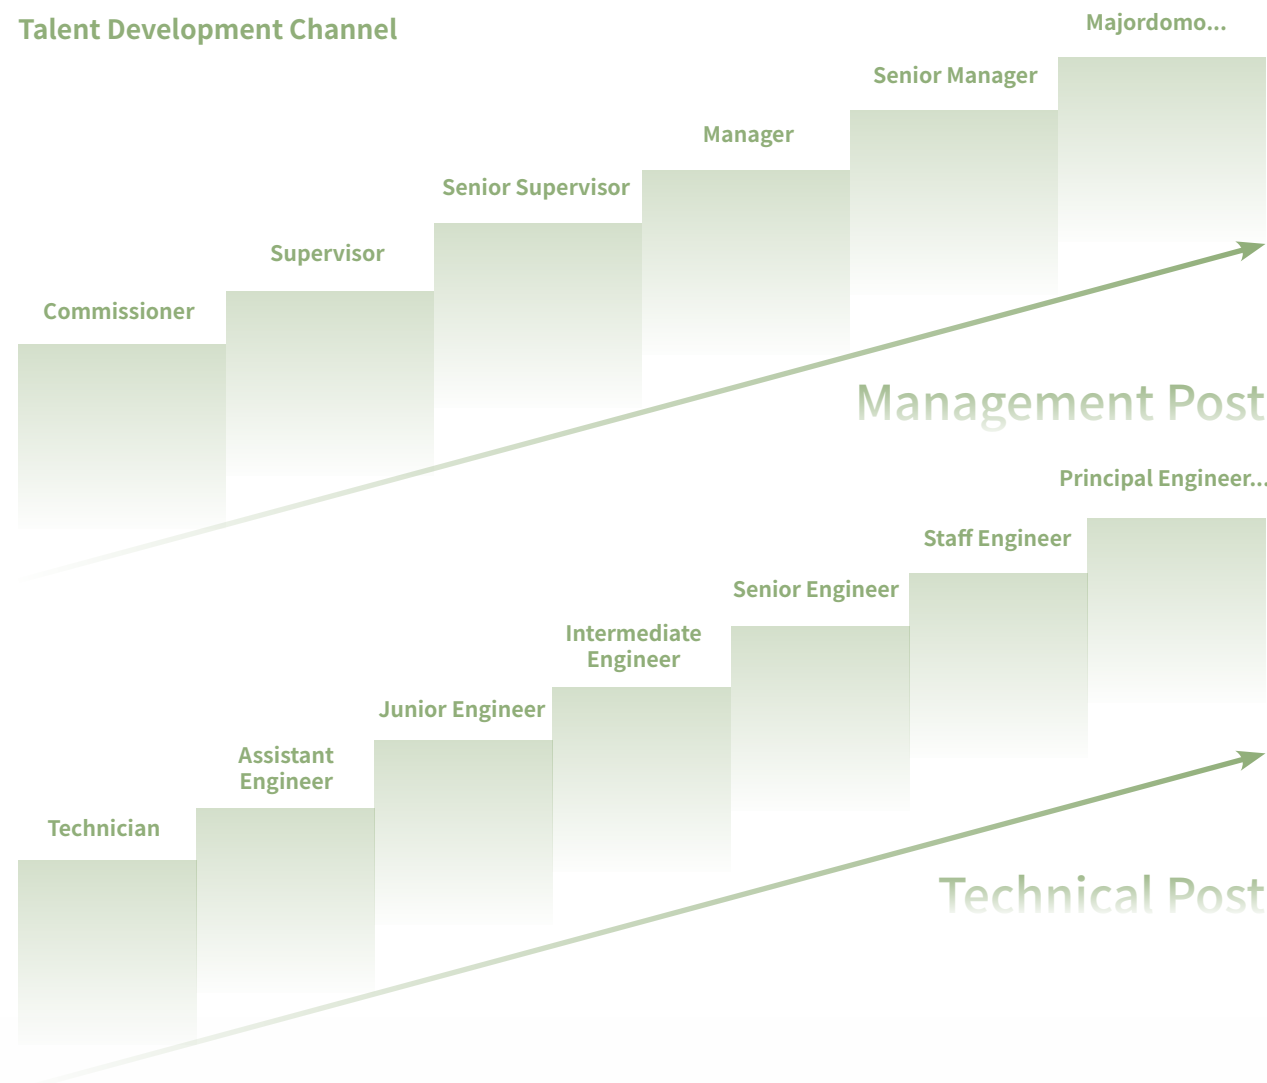 Talent Development Channel
Majordomo...
Senior Manager
Manager
Senior Supervisor
Supervisor
Commissioner
Management Post
Principal Engineer...
Staff Engineer
Senior Engineer
Intermediate
Engineer
Junior Engineer
Assistant
Engineer
Technician
Technical Post